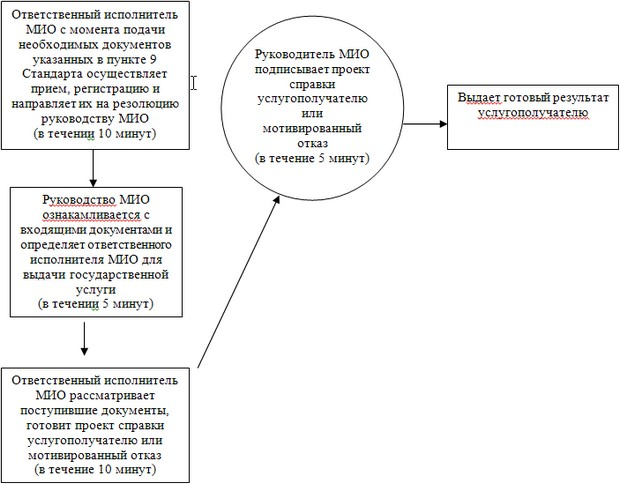 Ответственный исполнитель
МИО с момента подачи
необходимых документов
указанных в пункте 9
Стандарта осуществляет
прием, регистрацию и
направляет их на резолюцию
руководству МИО
(в течении 10 минут)
Руководство МИО
ознакамливается с
входящими документами и
определяет ответственного
исполнителя МИО для
выдачи государственной
услуги
(в течении 5 минут)
Ответственный исполнитель
МИО рассматривает
поступившие документы,
готовит проект справки
услугополучателю или
мотивированный отказ
(в течение 10 минут)
Руководитель МИО
подписывает проект
справки
услугополучателю
или
мотивированный
отказ
(в течение 5 минут)
Выдает готовый результат
услугополучателю